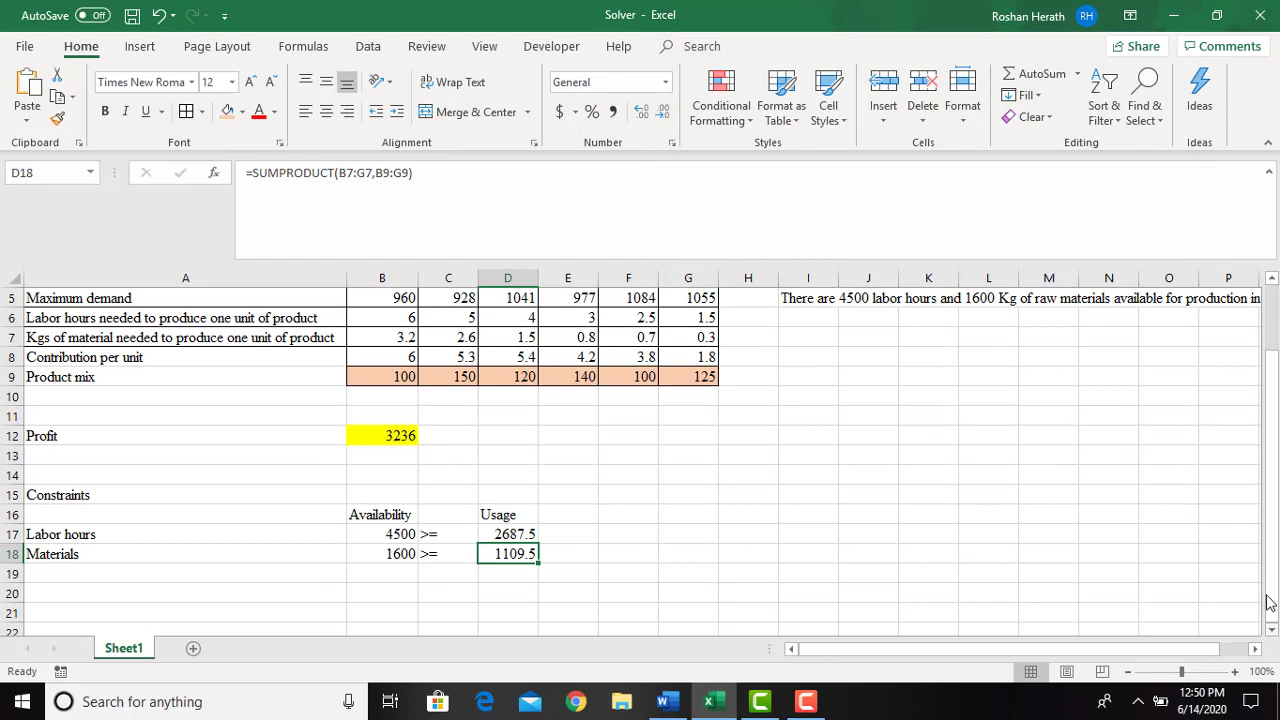 AutoSave Off Solver - Excel Roshan Herath RH
File Home Insert Page Layout Formulas Data Review View Developer Help Search Share Comments
Times New Roma 12 Wrap Text General AutoSum
Paste B I U Merge & Center $ % Conditional Formatting Format as Table Cell Styles Insert Delete Format Fill Clear Sort & Filter Find & Select Ideas
Clipboard Font Alignment Number Styles Cells Editing Ideas
D18 fx =SUMPRODUCT(B7:G7,B9:G9)
A B C D E F G H I J K L M N O P
5 Maximum demand 960 928 1041 977 1084 1055 There are 4500 labor hours and 1600 Kg of raw materials available for production in
6 Labor hours needed to produce one unit of product 6 5 4 3 2.5 1.5
7 Kgs of material needed to produce one unit of product 3.2 2.6 1.5 0.8 0.7 0.3
8 Contribution per unit 6 5.3 5.4 4.2 3.8 1.8
9 Product mix 100 150 120 140 100 125
10
11
12 Profit 3236
13
14
15 Constraints
16 Availability Usage
17 Labor hours 4500 >= 2687.5
18 Materials 1600 >= 1109.5
19
20
21
22
Sheet1
Ready 100%
Search for anything 12:50 PM
6/14/2020